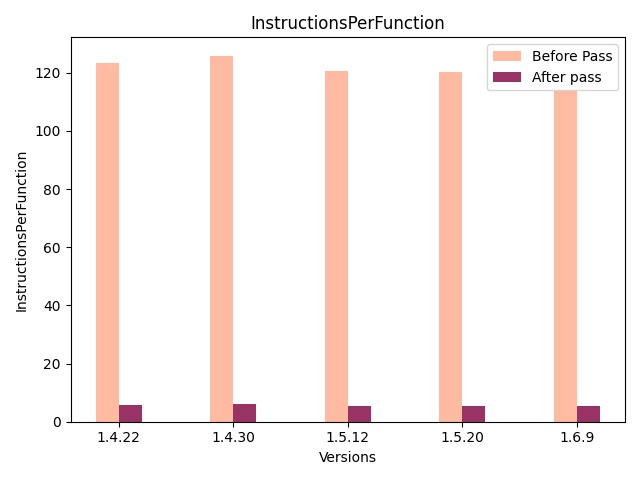 InstructionsPerFunction
Before Pass
After pass
InstructionsPerFunction
120
100
80
60
40
20
0
1.4.22 1.4.30 1.5.12 1.5.20 1.6.9
Versions